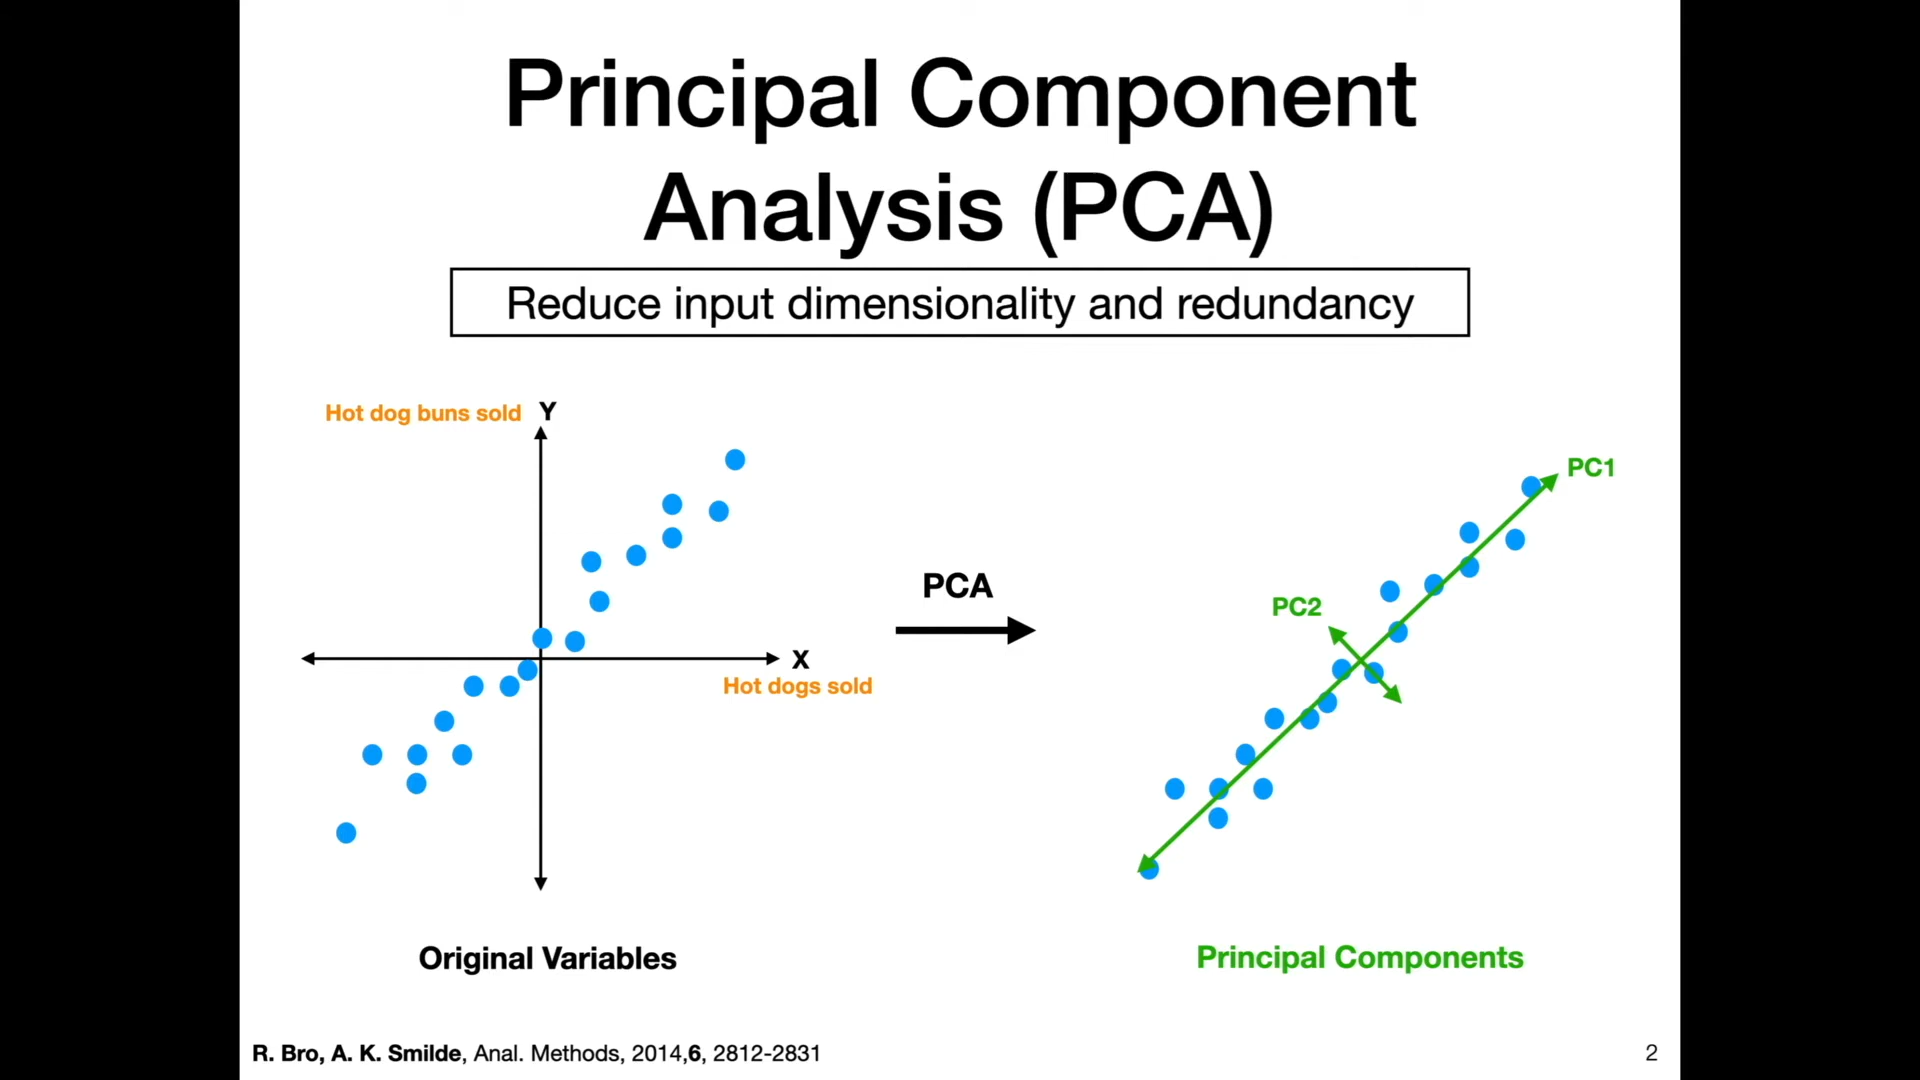 Principal Component
Analysis (PCA)
Reduce input dimensionality and redundancy
Hot dog buns sold Y
X
Hot dogs sold
Original Variables
PCA
PC1
PC2
Principal Components
R. Bro, A. K. Smilde, Anal. Methods, 2014,6, 2812-2831
2